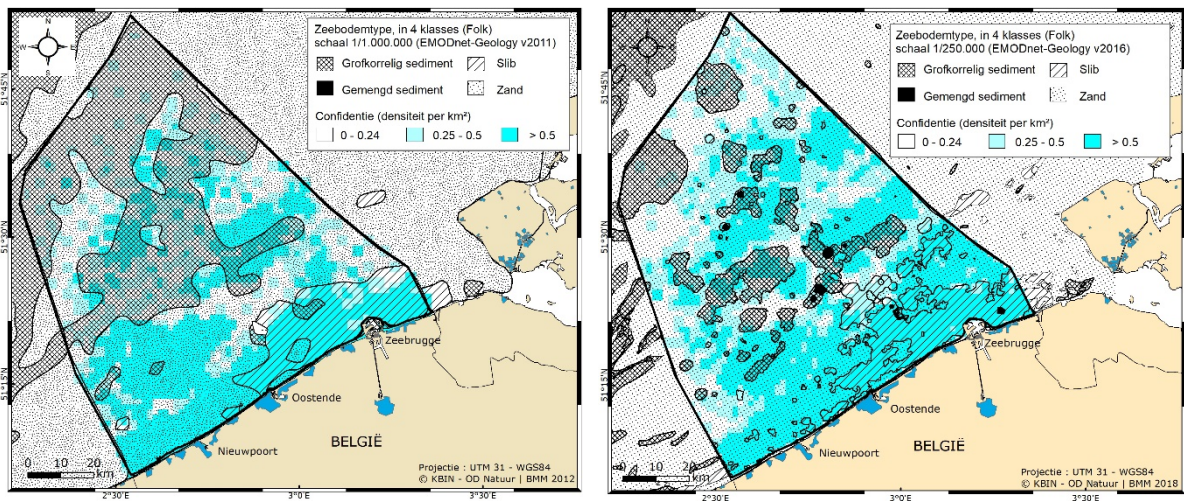 Zeebodemtype, in 4 klasses (Folk)
schaal 1/1.000.000 (EMODnet-Geology v2011)
Grofkorrelig sediment
Slib
Gemengd sediment
Zand
Confidentie (densiteit per km²)
0 - 0.24
0.25 - 0.5
> 0.5
N
W
E
S
51°45'N
51°30'N
51°15'N
Zeebrugge
Oostende
Nieuwpoort
BELGIË
0 10 20
km
Projectie : UTM 31 - WGS84
© KBIN - OD Natuur | BMM 2012
2°30'E
3°0'E
3°30'E
Zeebodemtype, in 4 klasses (Folk)
schaal 1/250.000 (EMODnet-Geology v2016)
Grofkorrelig sediment
Slib
Gemengd sediment
Zand
Confidentie (densiteit per km²)
0 - 0.24
0.25 - 0.5
> 0.5
N
W
E
S
51°45'N
51°30'N
51°15'N
Zeebrugge
Oostende
Nieuwpoort
BELGIË
0 10 20
km
Projectie : UTM 31 - WGS84
© KBIN - OD Natuur | BMM 2018
2°30'E
3°0'E
3°30'E